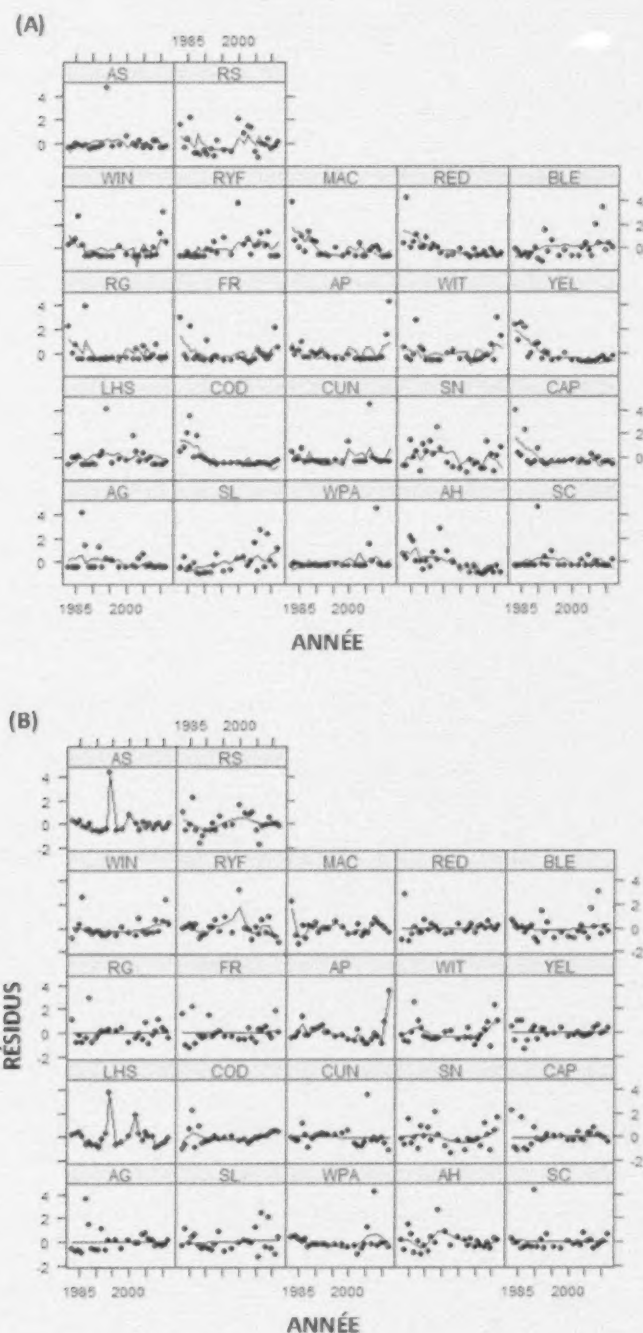 (A)
1985 2000
AS RS
4
2
0
WIN RYF MAC RED BLE
4
2
0
RG FR AP WIT YEL
4
2
0
LHS COD CUN SN CAP
4
2
0
AG SL WPA AH SC
4
2
0
1985 2000 1985 2000 1985 2000
ANNÉE
(B)
1985 2000
AS RS
4
2
0
-2
WIN RYF MAC RED BLE
4
2
0
-2
RG FR AP WIT YEL
4
2
0
-2
RÉSIDUS
LHS COD CUN SN CAP
4
2
0
-2
AG SL WPA AH SC
4
2
0
-2
1985 2000 1985 2000 1985 2000
ANNÉE